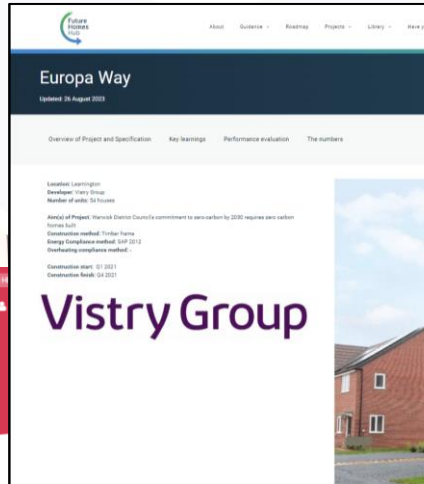 Future
Homes
Hub
About Guidance Roadmap Projects Library Have y
Europa Way
Updated: 26 August 2023
Overview of Project and Specification Key learnings Performance evaluation The numbers
Location: Leamington
Developer: Vistry Group
Number of units: 54 houses
Aim(s) of Project: Warwick District Council's commitment to zero carbon by 2030 requires zero carbon
homes built
Construction method: Timber frame
Energy Compliance method: SAP 2012
Overheating compliance method: -
Construction start: Q1 2021
Construction finish: Q4 2021
Vistry Group